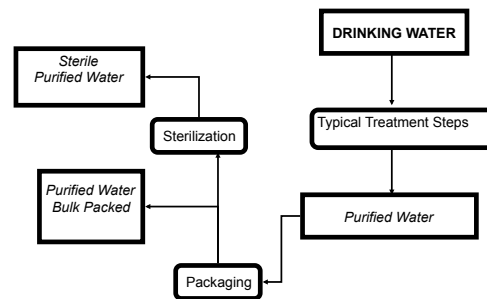 DRINKING WATER
Typical Treatment Steps
Purified Water
Packaging
Purified Water
Bulk Packed
Sterilization
Sterile
Purified Water